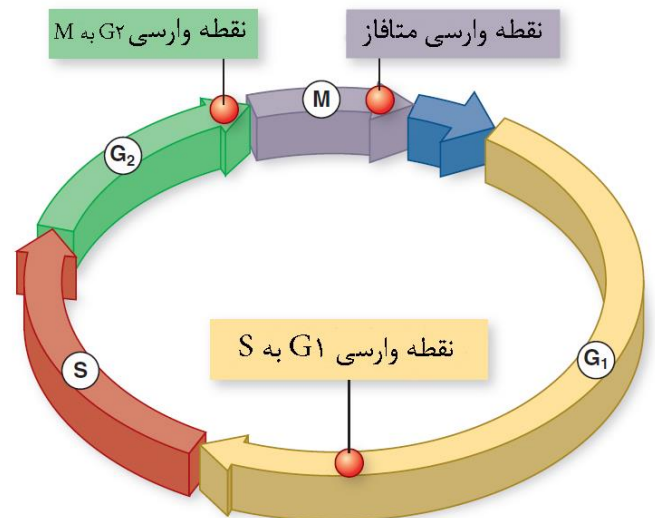 نقطه وارسی G۲ به M
نقطه وارسی متافاز
M
G₂
نقطه وارسی G۱ به S
G₁
S